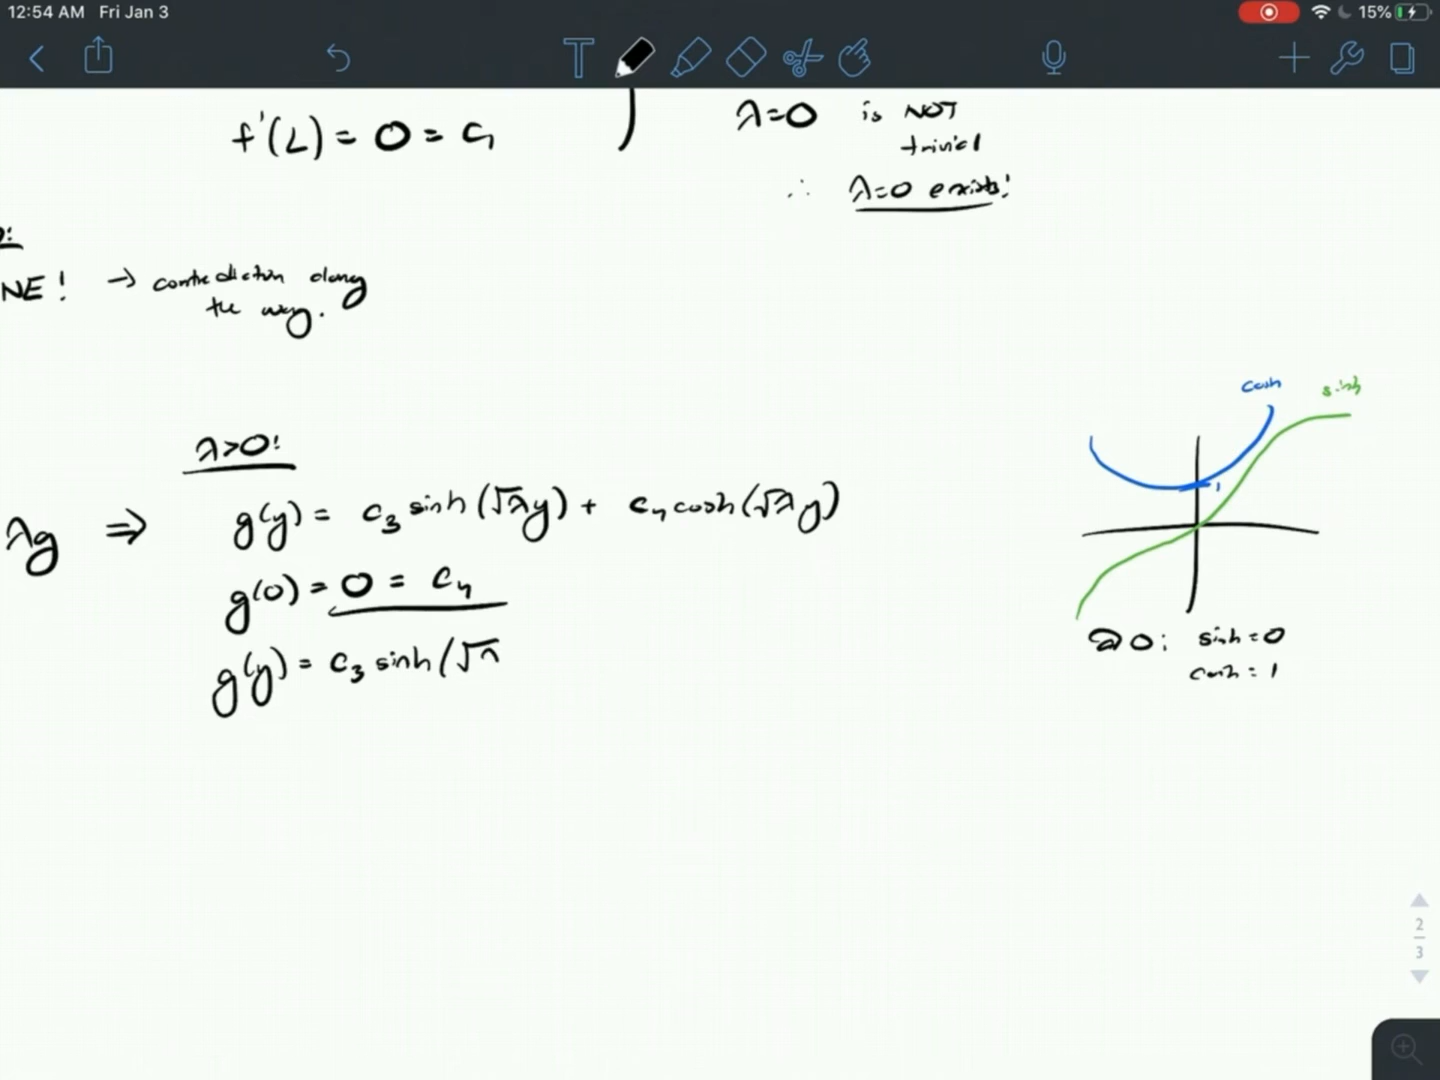 12:54 AM Fri Jan 3
15%
T
f'(L) = 0 = c₁
λ=0 is NOT
trivial
∴ λ=0 exists!
NE! → contradiction along
the way.
λ>0:
λg ⇒ g(y) = c₃ sinh(√λy) + c₄ cosh(√λy)
g(0) = 0 = c₄
g(y) = c₃ sinh(√λ
cosh
sinh
1
@ 0: sinh = 0
cosh = 1
2
3